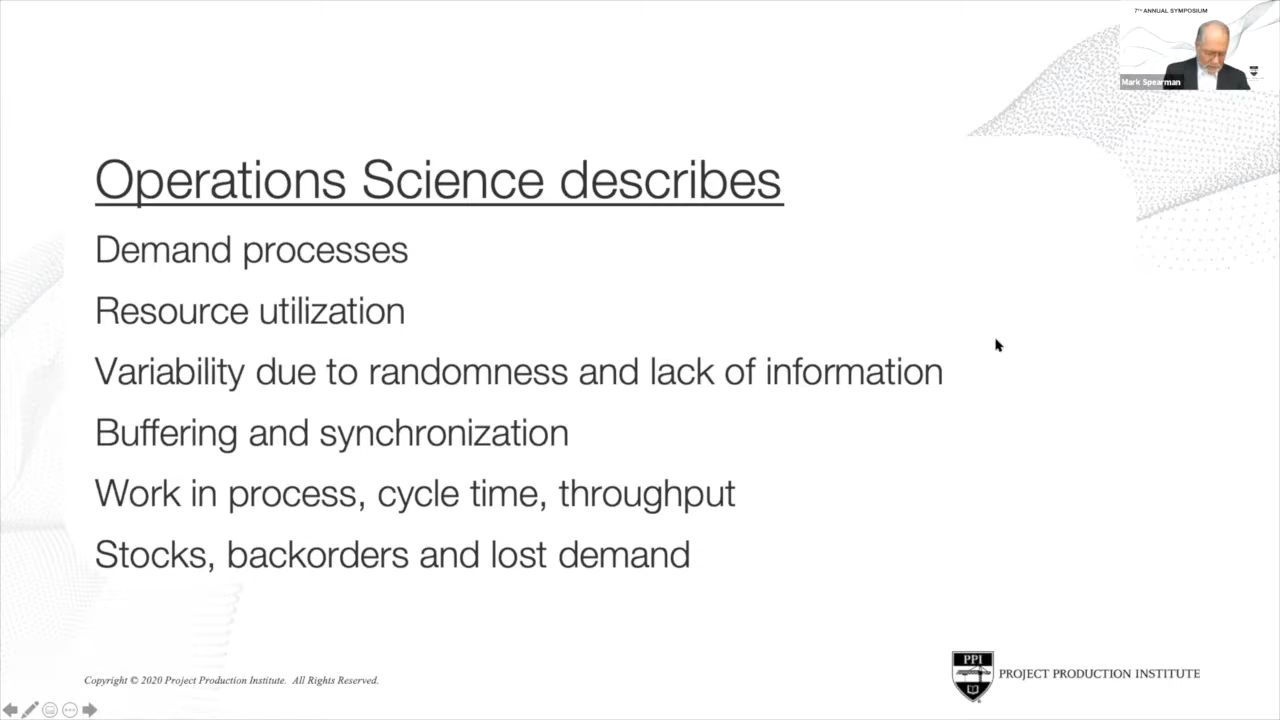 7TH ANNUAL SYMPOSIUM
Mark Spearman
Operations Science describes
Demand processes
Resource utilization
Variability due to randomness and lack of information
Buffering and synchronization
Work in process, cycle time, throughput
Stocks, backorders and lost demand
Copyright © 2020 Project Production Institute. All Rights Reserved.
PPI
PROJECT PRODUCTION INSTITUTE